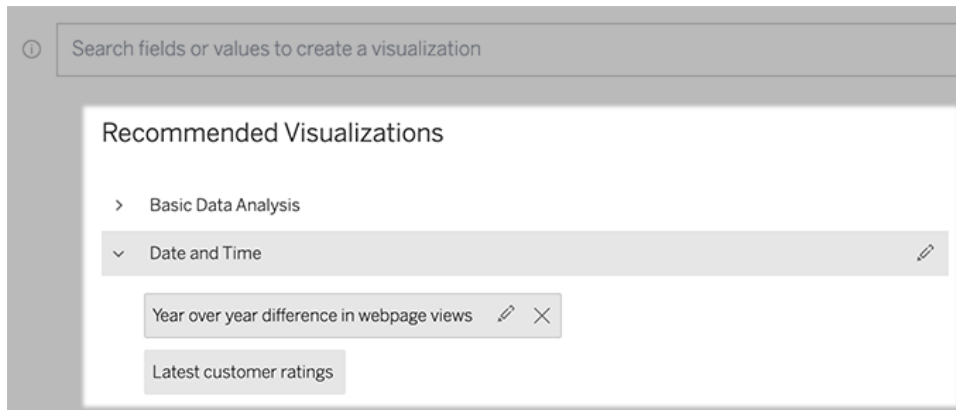 Search fields or values to create a visualization
Recommended Visualizations
Basic Data Analysis
Date and Time
Year over year difference in webpage views
Latest customer ratings